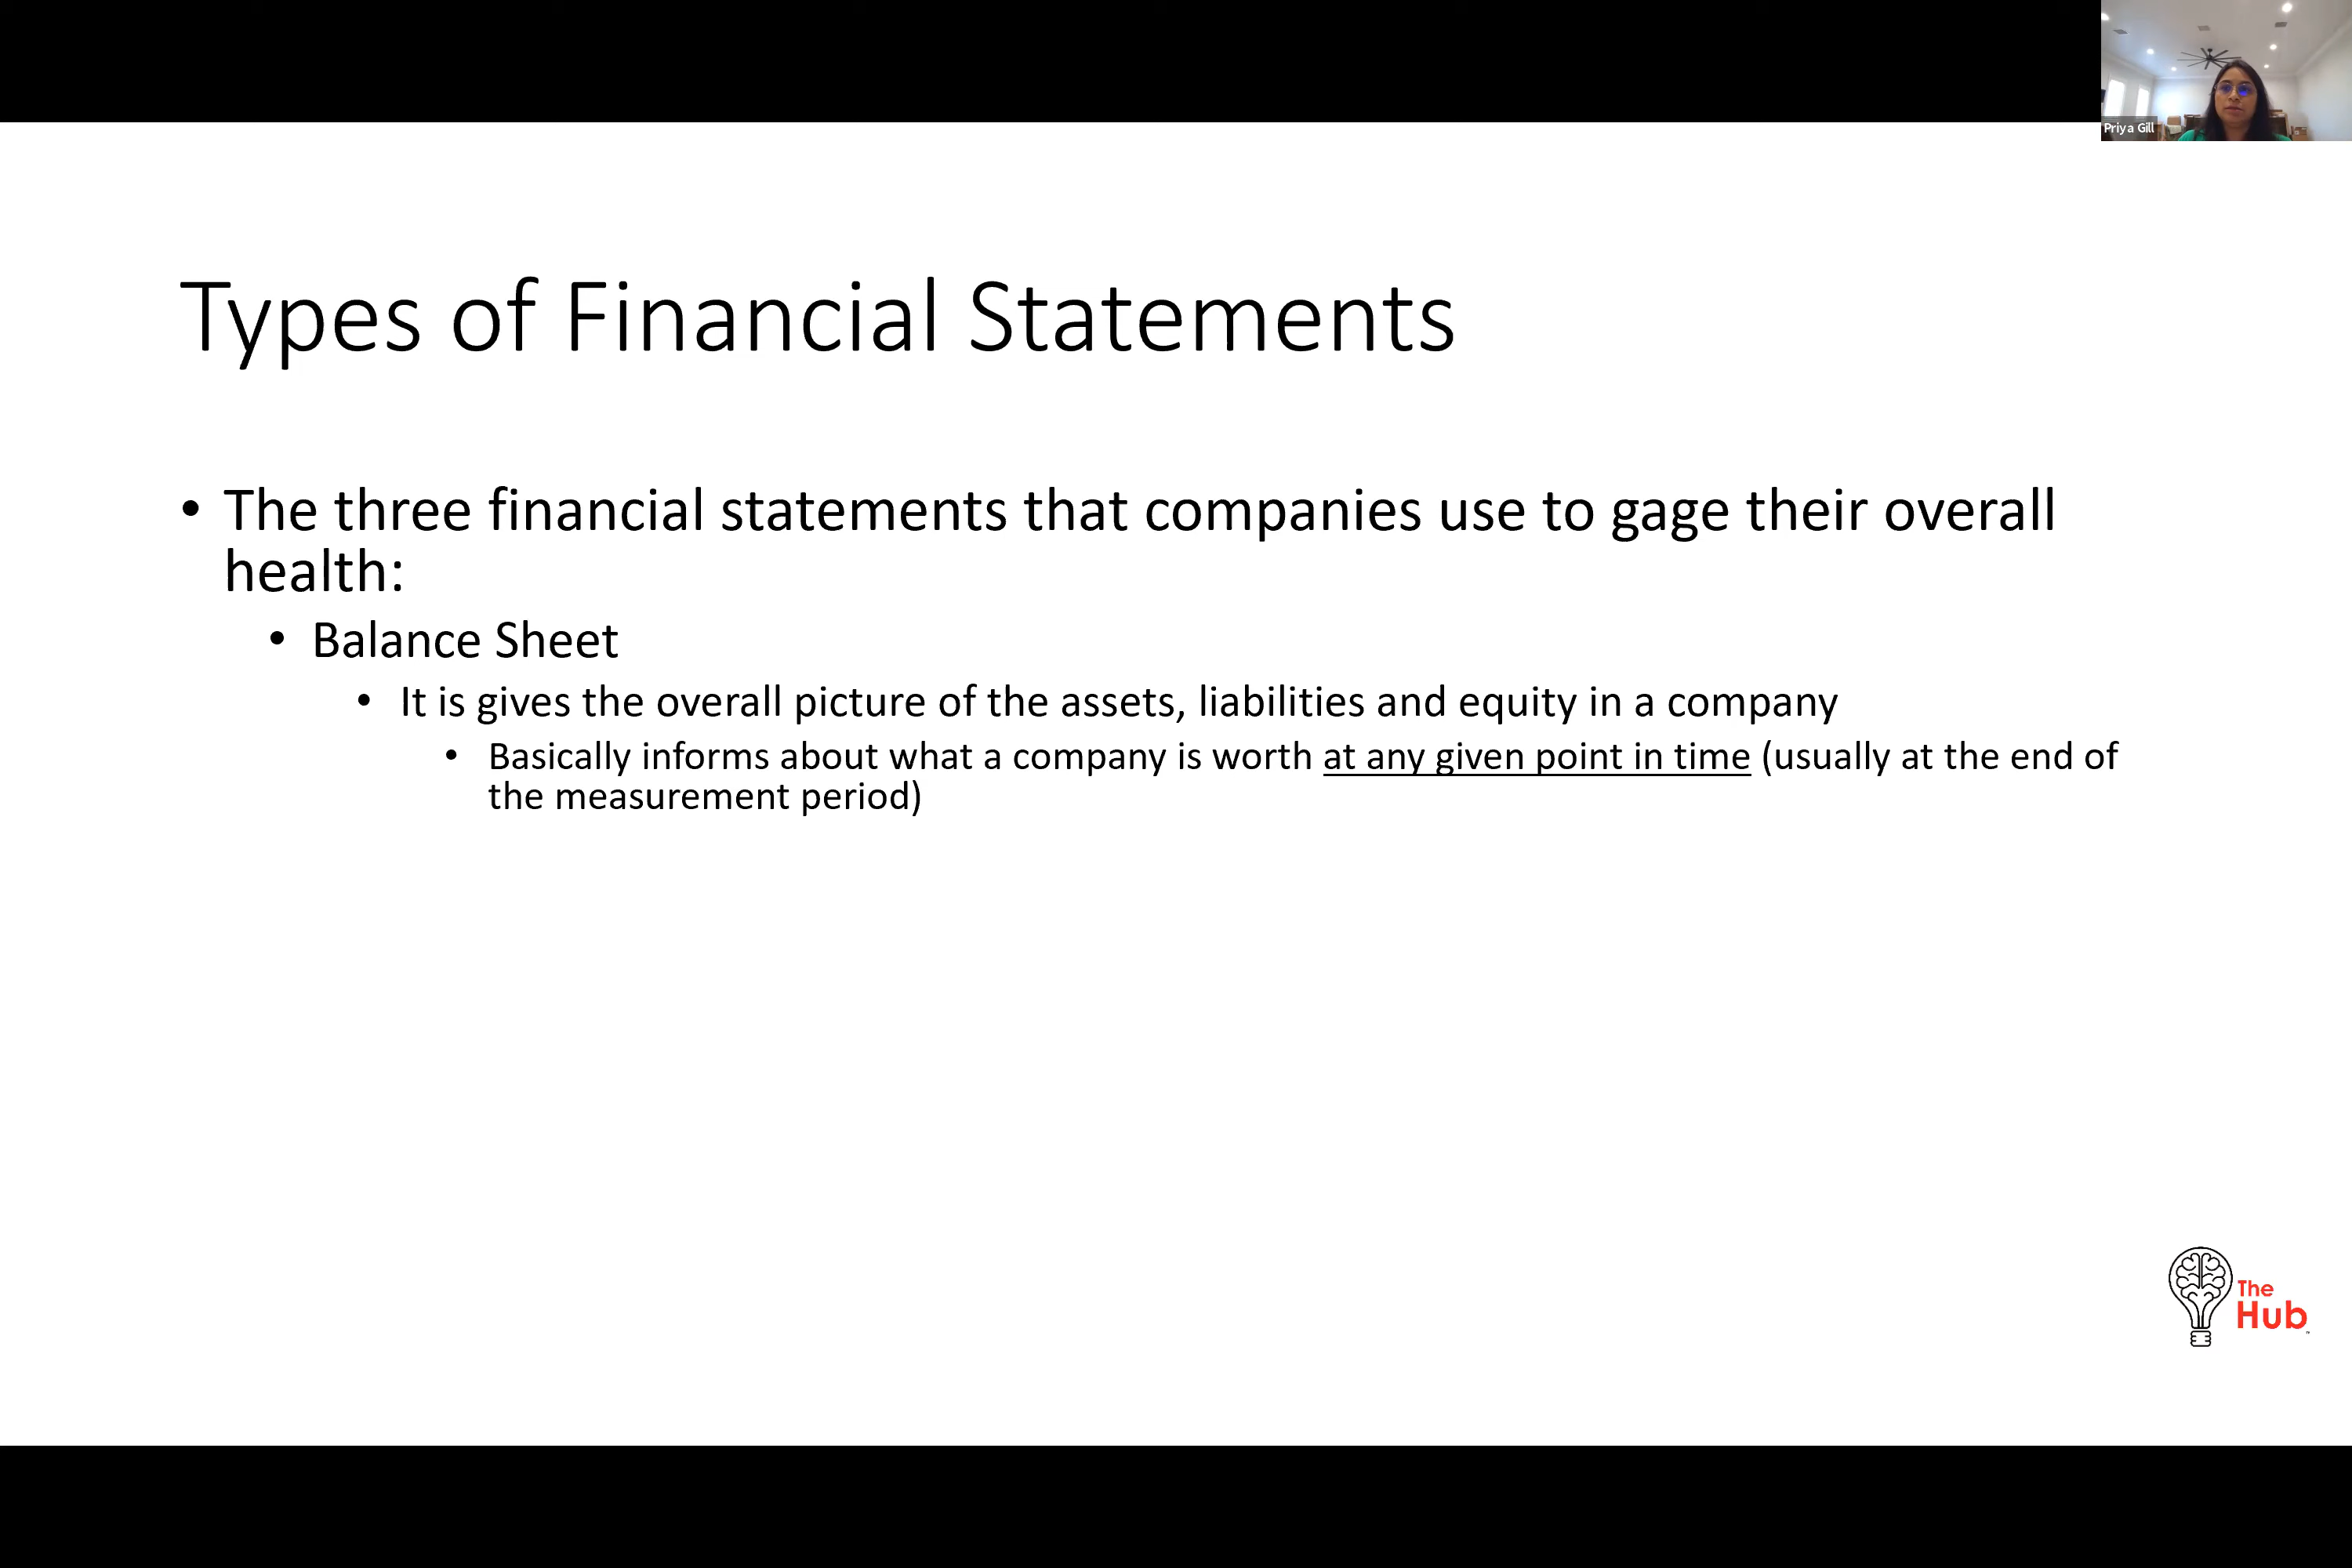 Priya Gill
Types of Financial Statements
• The three financial statements that companies use to gage their overall
health:
• Balance Sheet
• It is gives the overall picture of the assets, liabilities and equity in a company
• Basically informs about what a company is worth at any given point in time (usually at the end of
the measurement period)
The
Hub